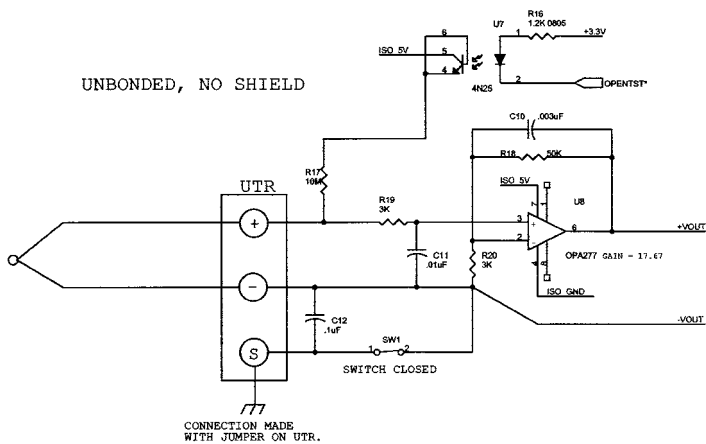 R16
1.2K 0805
U7
1
+3.3V
6
ISO 5V
5
4
2
OPENTST*
4N25
UNBONDED, NO SHIELD
C10
.003uF
R18
50K
R17
10M
UTR
ISO 5V
U8
R19
3K
7
1
+
3
+
6
+VOUT
2
-
C11
.01uF
R20
3K
OPA277 GAIN - 17.67
4
8
ISO GND
-
C12
.1uF
-VOUT
SW1
1
2
S
SWITCH CLOSED
CONNECTION MADE
WITH JUMPER ON UTR.